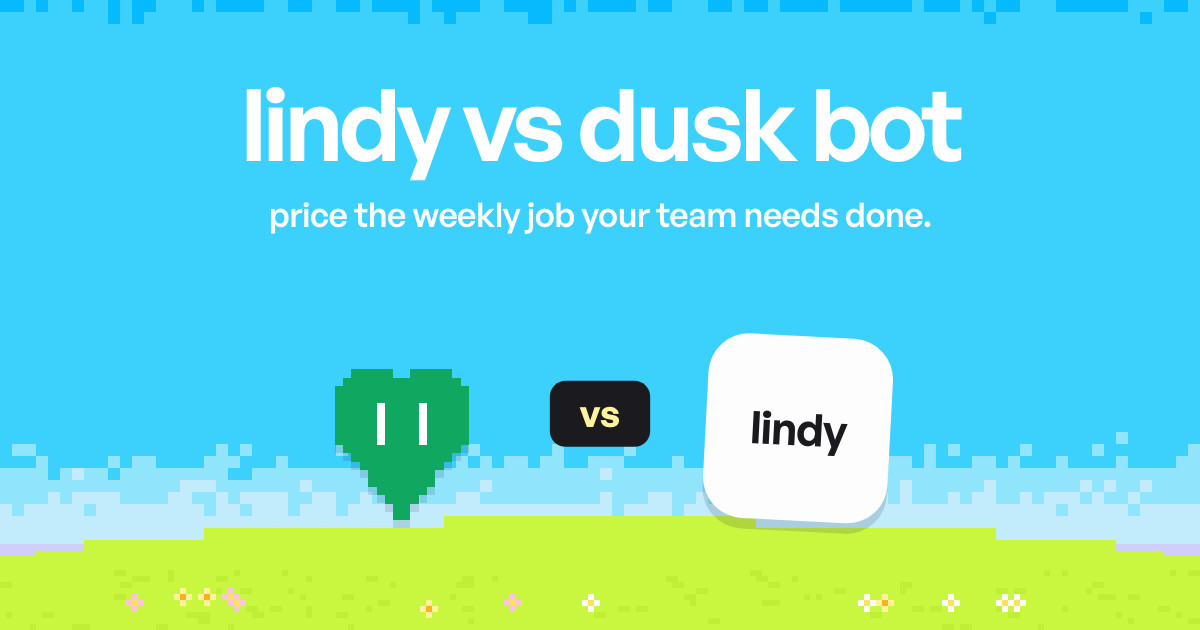 lindy vs dusk bot
price the weekly job your team needs done.
vs
lindy